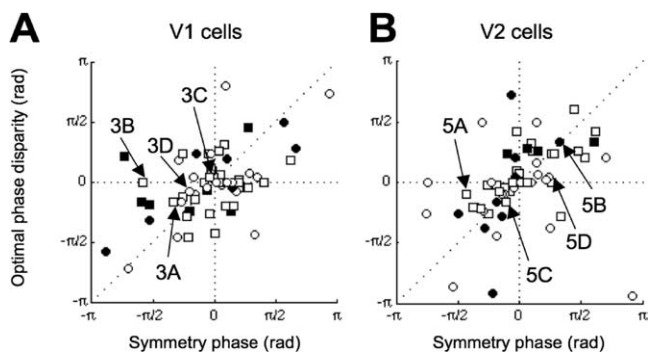 A
V1 cells
Optimal phase disparity (rad)
π
π/2
0
-π/2
-π
3C
3B
3D
3A
-π
-π/2
0
π/2
π
Symmetry phase (rad)
B
V2 cells
π
π/2
0
-π/2
-π
5A
5B
5D
5C
-π
-π/2
0
π/2
π
Symmetry phase (rad)